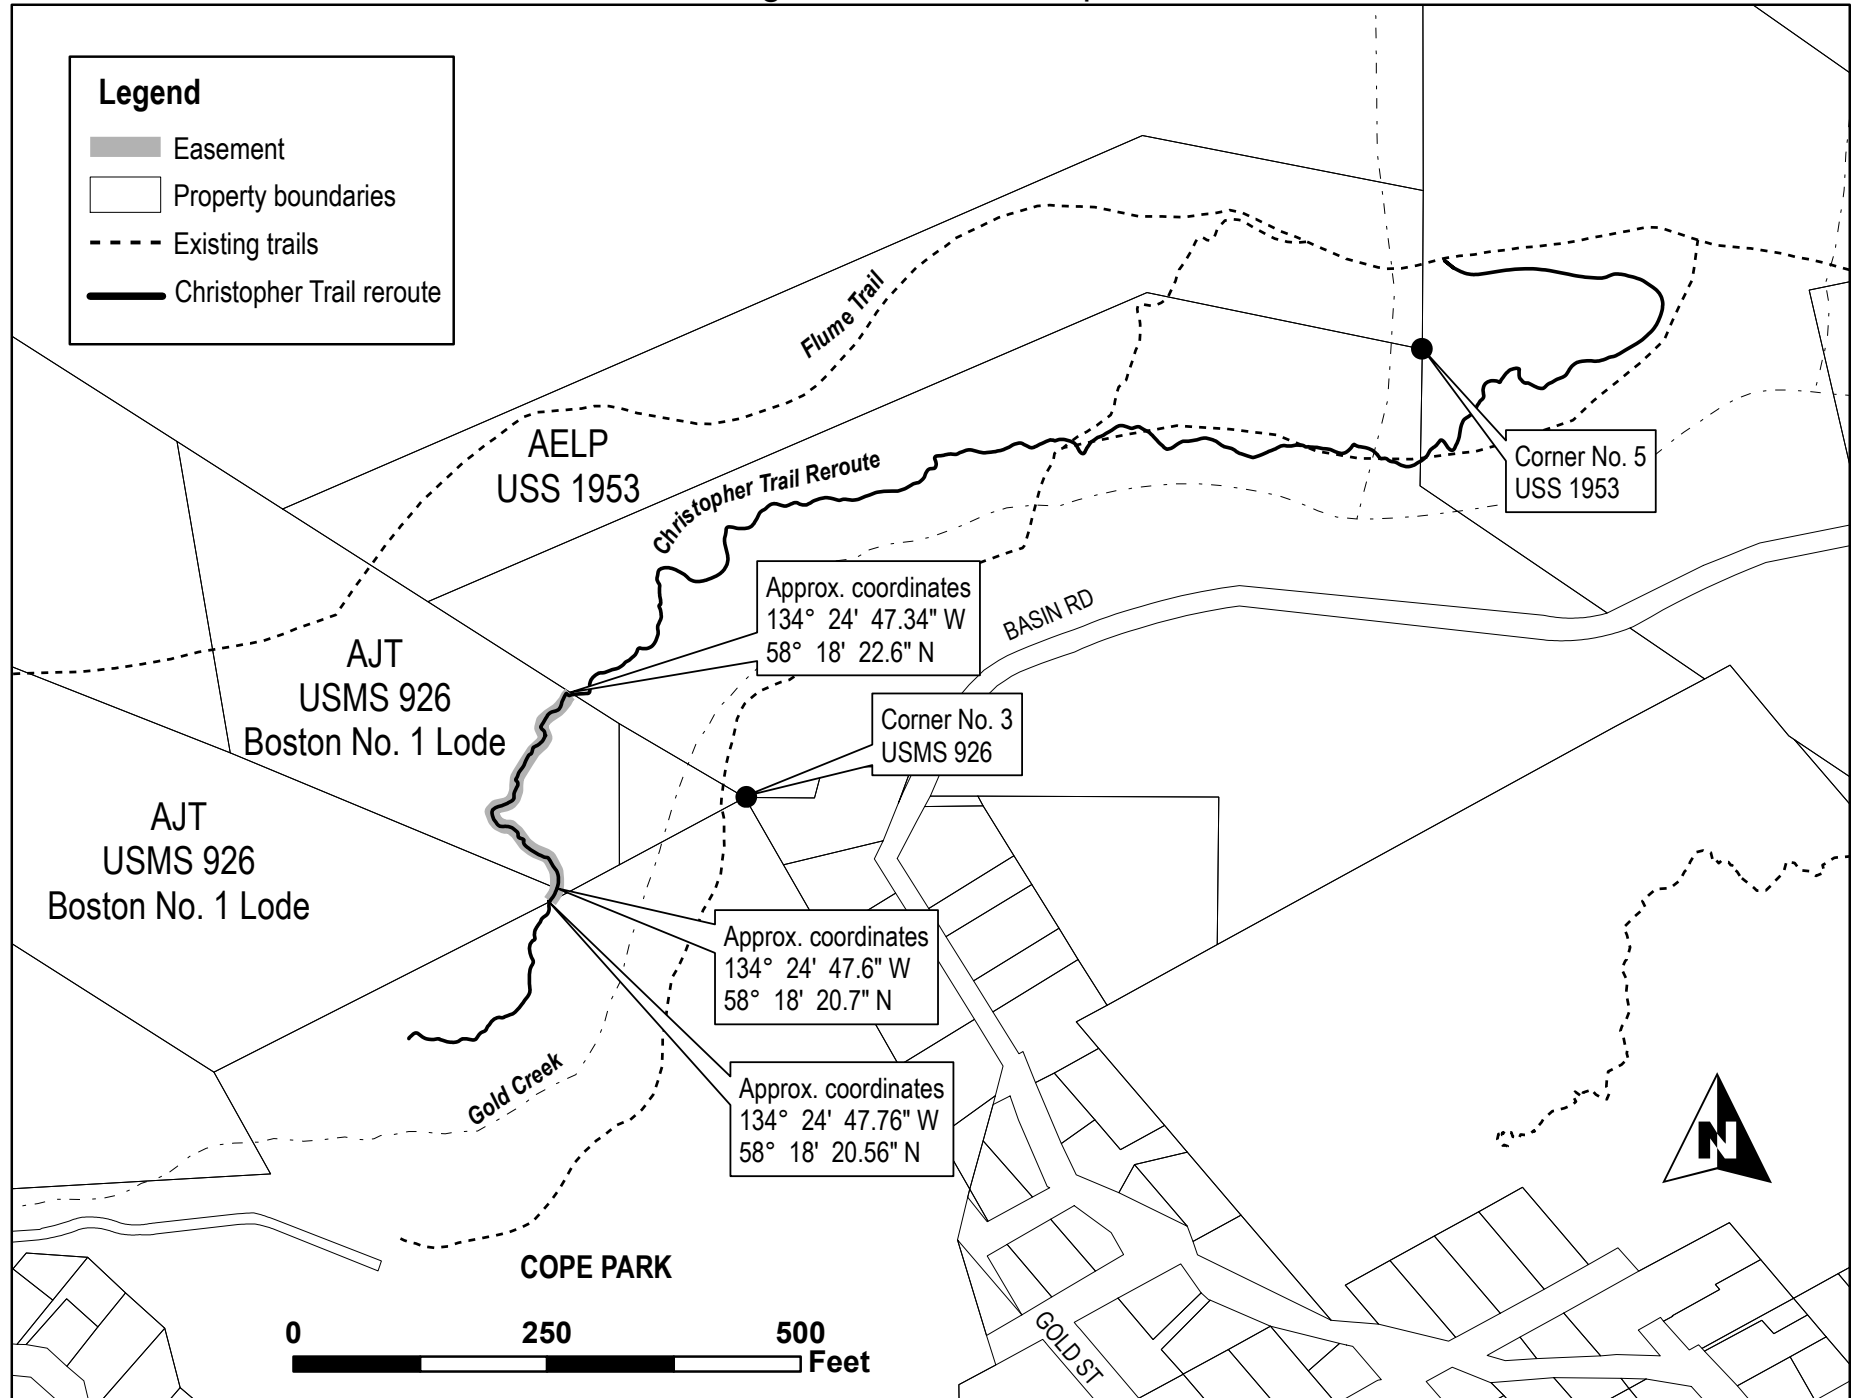 Legend
Easement
Property boundaries
Existing trails
Christopher Trail reroute
Flume Trail
AELP
USS 1953
Christopher Trail Reroute
Corner No. 5
USS 1953
Approx. coordinates
134° 24' 47.34" W
58° 18' 22.6" N
BASIN RD
AJT
USMS 926
Boston No. 1 Lode
Corner No. 3
USMS 926
AJT
USMS 926
Boston No. 1 Lode
Approx. coordinates
134° 24' 47.6" W
58° 18' 20.7" N
Gold Creek
Approx. coordinates
134° 24' 47.76" W
58° 18' 20.56" N
N
COPE PARK
GOLD ST
0 250 500
Feet